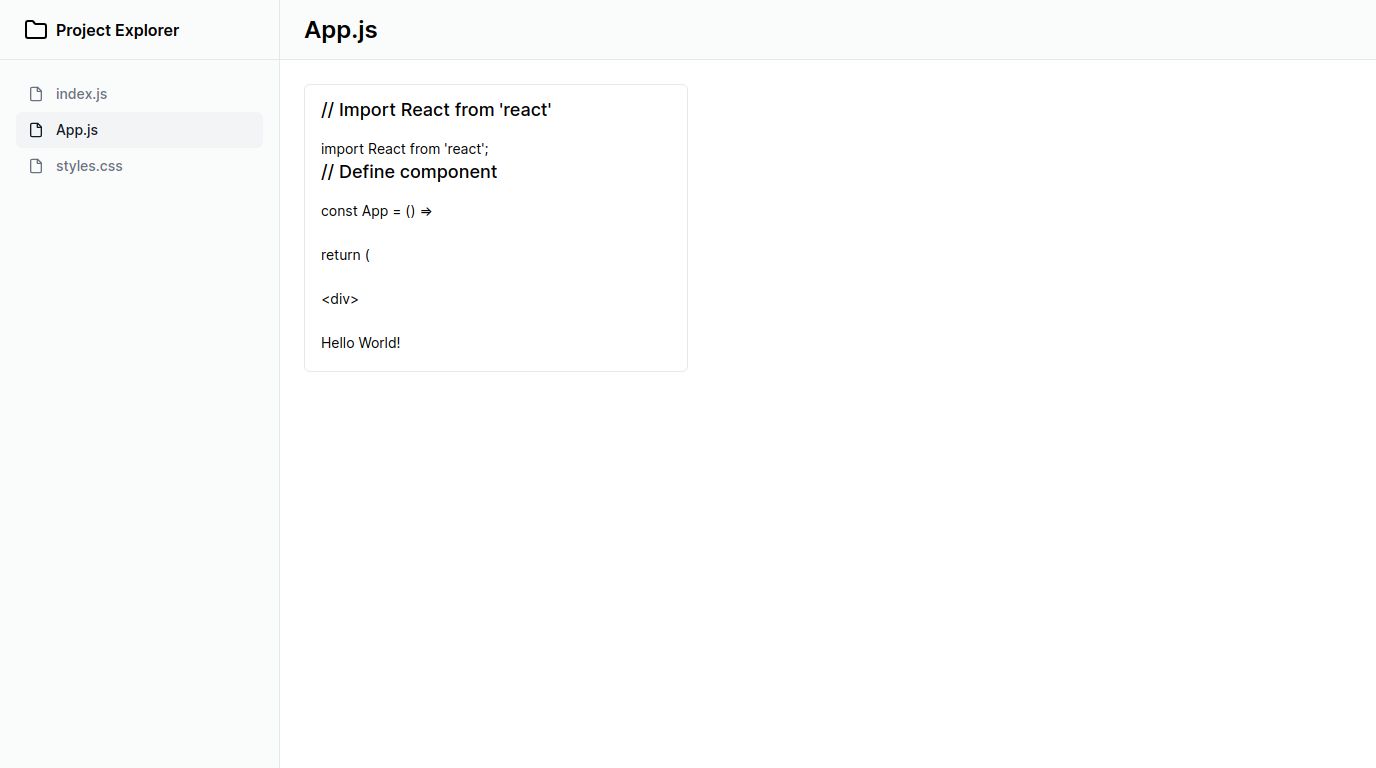 Project Explorer
index.js
App.js
styles.css
App.js
// Import React from 'react'
import React from 'react';
// Define component
const App = () =>
return (
<div>
Hello World!